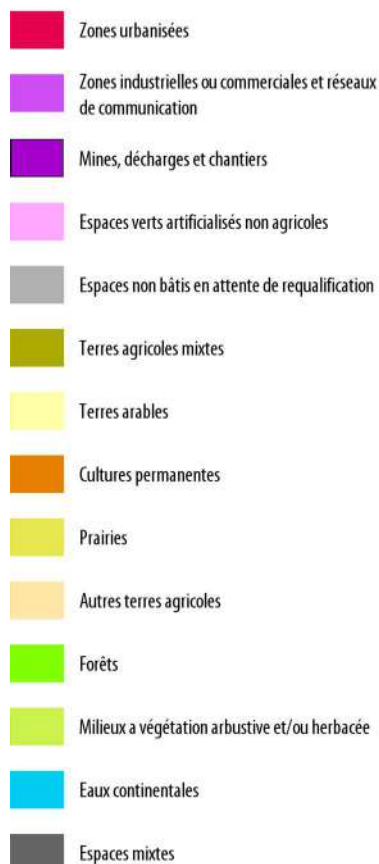 Zones urbanisées
Zones industrielles ou commerciales et réseaux
de communication
Mines, décharges et chantiers
Espaces verts artificialisés non agricoles
Espaces non bâtis en attente de requalification
Terres agricoles mixtes
Terres arables
Cultures permanentes
Prairies
Autres terres agricoles
Forêts
Milieux a végétation arbustive et/ou herbacée
Eaux continentales
Espaces mixtes